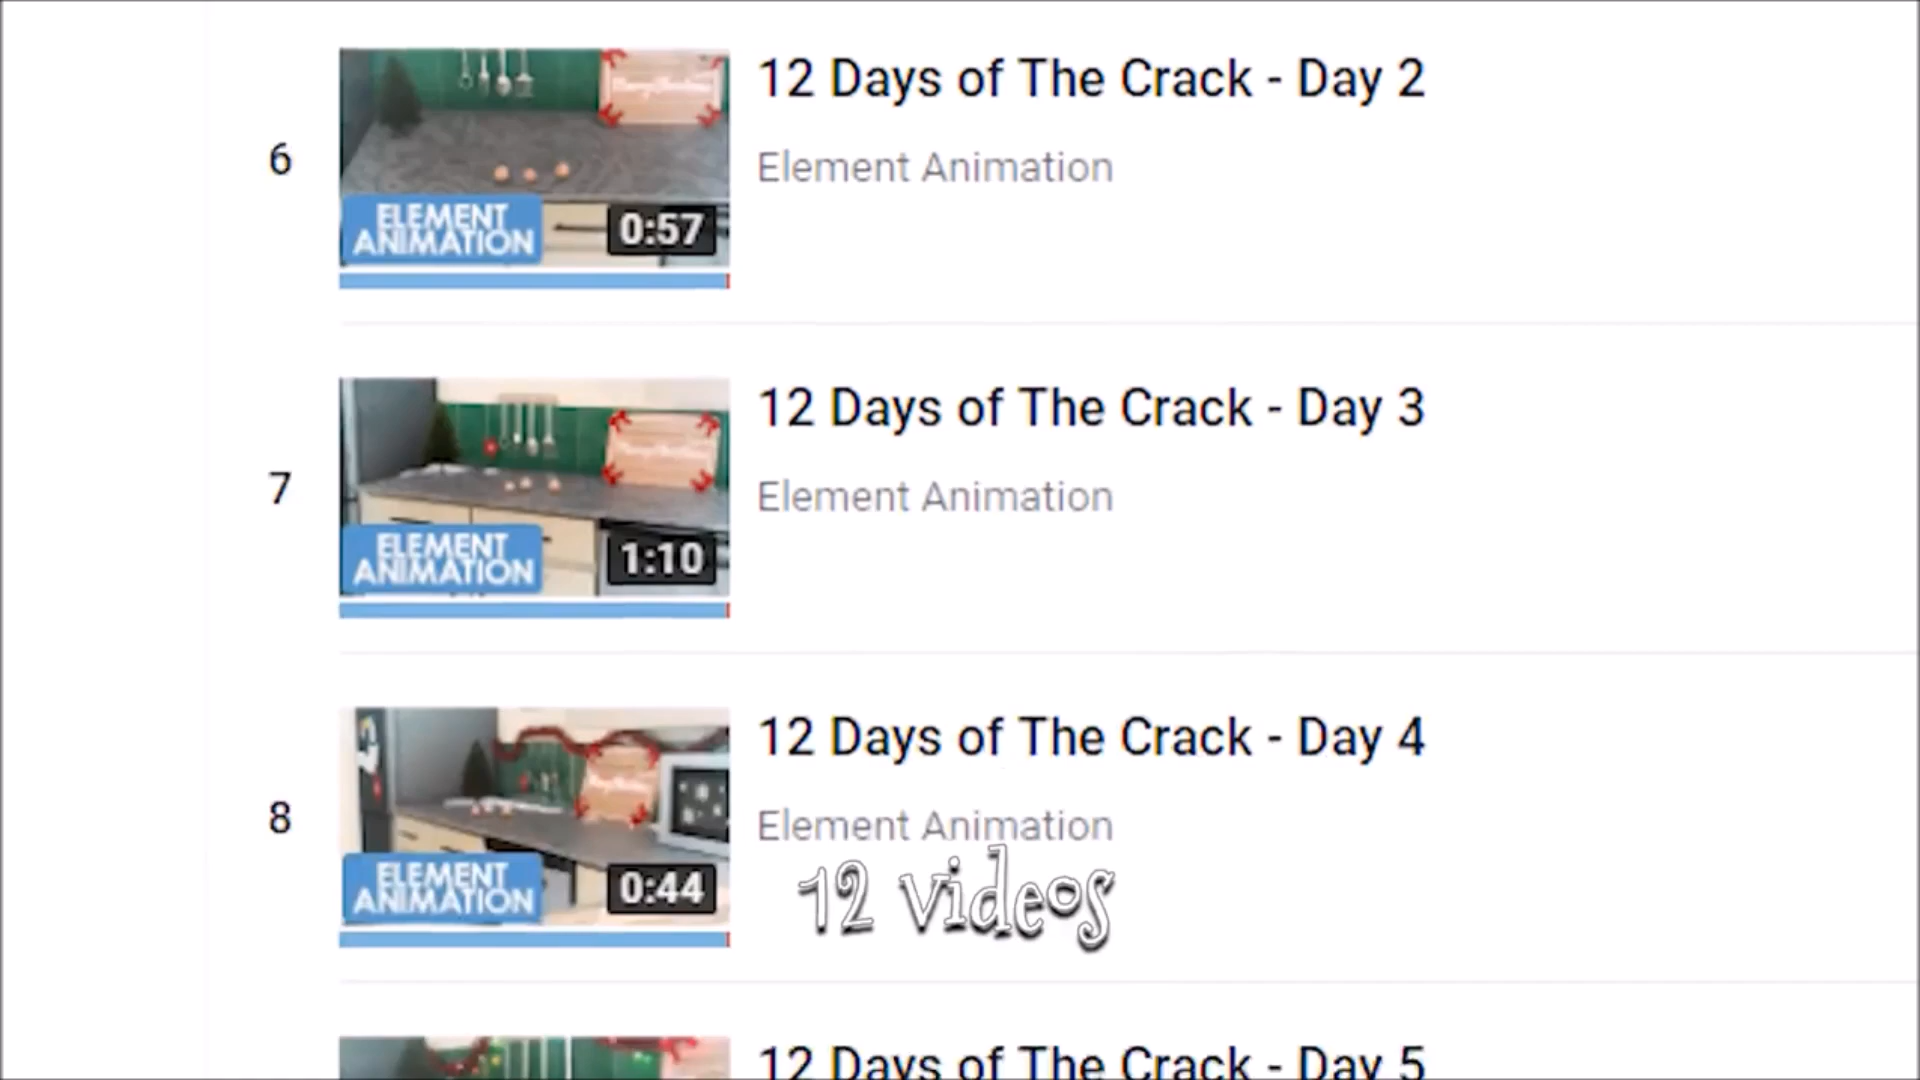 6
12 Days of The Crack - Day 2
Element Animation
ELEMENT
ANIMATION
0:57
7
12 Days of The Crack - Day 3
Element Animation
ELEMENT
ANIMATION
1:10
8
12 Days of The Crack - Day 4
Element Animation
12 videos
ELEMENT
ANIMATION
0:44
12 Days of The Crack - Day 5